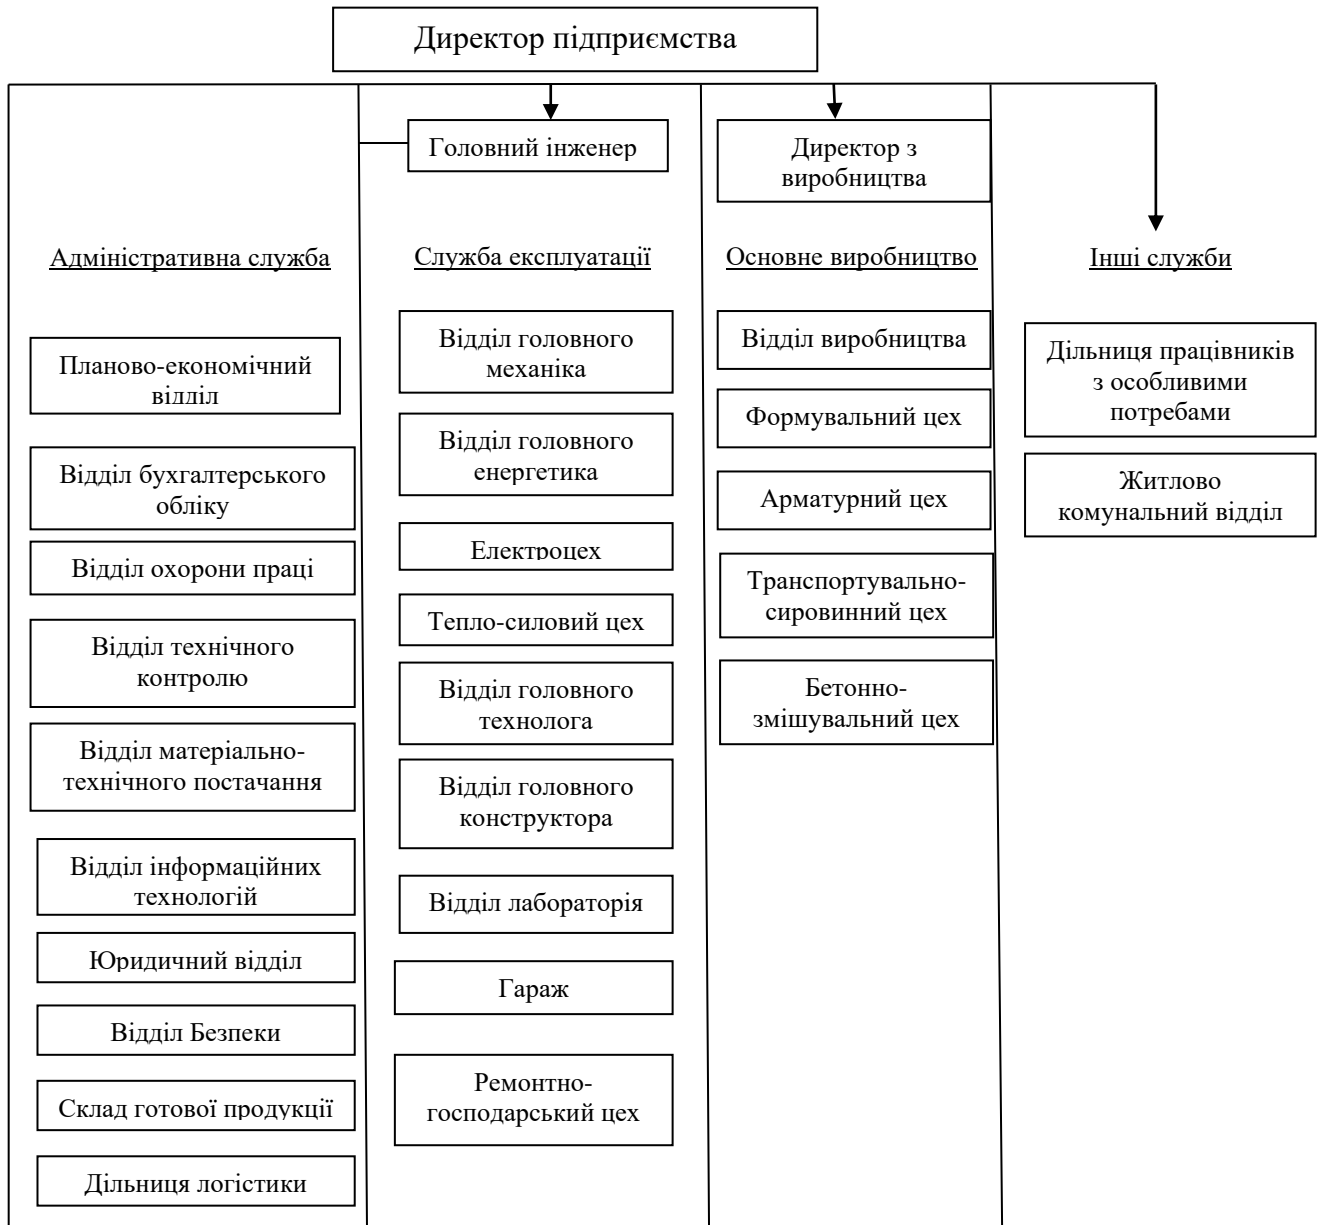 Директор підприємства
Головний інженер
Директор з
виробництва
Адміністративна служба
Служба експлуатації
Основне виробництво
Інші служби
Планово-економічний
відділ
Відділ бухгалтерського
обліку
Відділ охорони праці
Відділ технічного
контролю
Відділ матеріально-
технічного постачання
Відділ інформаційних
технологій
Юридичний відділ
Відділ Безпеки
Склад готової продукції
Дільниця логістики
Відділ головного
механіка
Відділ головного
енергетика
Електроцех
Тепло-силовий цех
Відділ головного
технолога
Відділ головного
конструктора
Відділ лабораторія
Гараж
Ремонтно-
господарський цех
Відділ виробництва
Формувальний цех
Арматурний цех
Транспортувально-
сировинний цех
Бетонно-
змішувальний цех
Дільниця працівників
з особливими
потребами
Житлово
комунальний відділ